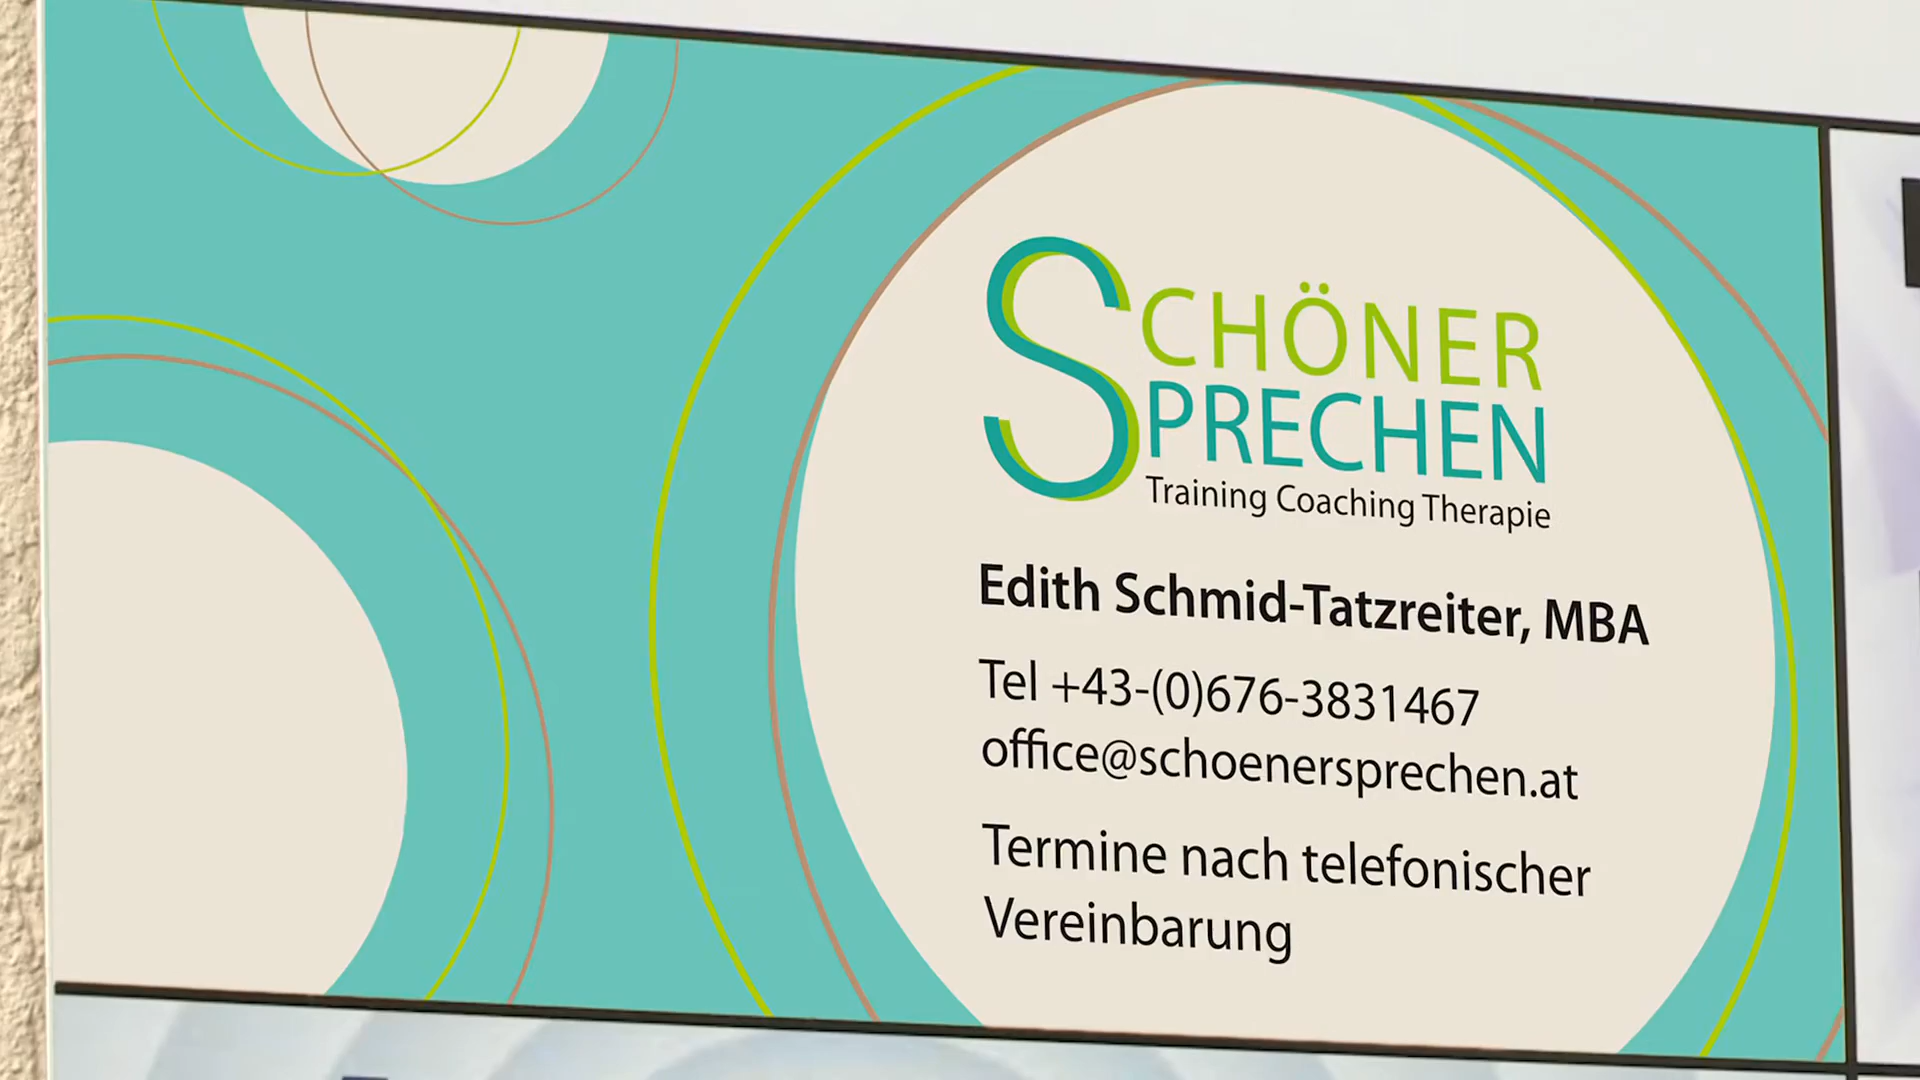 SCHÖNER
SPRECHEN
Training Coaching Therapie
Edith Schmid-Tatzreiter, MBA
Tel +43-(0)676-3831467
office@schoenersprechen.at
Termine nach telefonischer
Vereinbarung